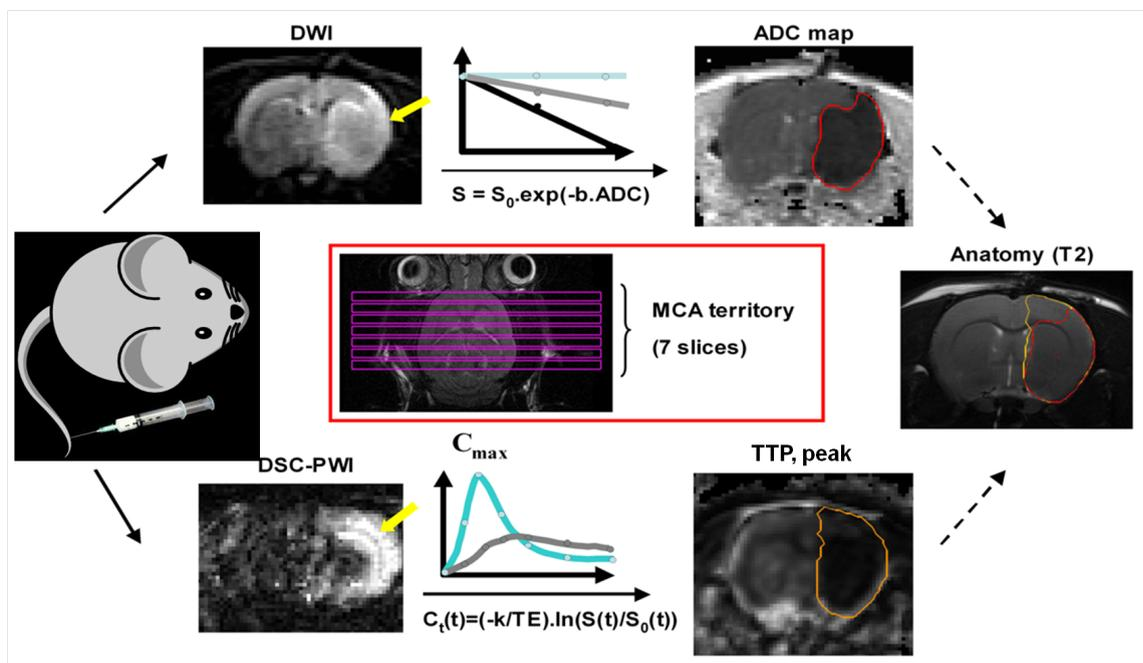 DWI
ADC map
S = S0.exp(-b.ADC)
Anatomy (T2)
MCA territory
(7 slices)
DSC-PWI
Cmax
TTP, peak
Ct(t)=(-k/TE).ln(S(t)/S0(t))